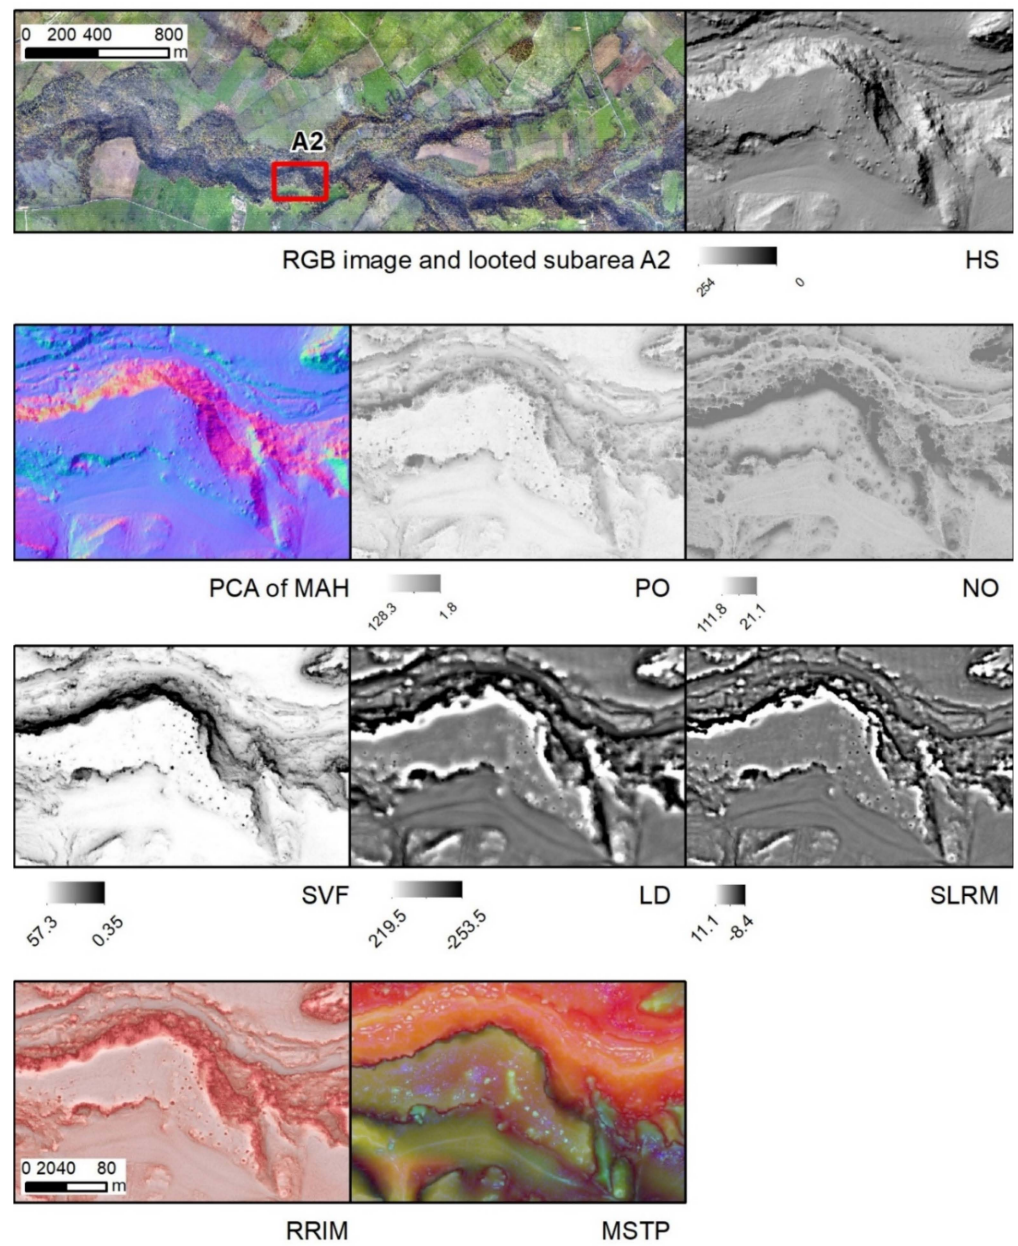 0 200 400 800
m
A2
RGB image and looted subarea A2
254 0
HS
PCA of MAH
128.3 1.8
PO
111.8 21.1
NO
57.3 0.35
SVF
219.5 -253.5
LD
11.1 -8.4
SLRM
0 2040 80
m
RRIM
MSTP